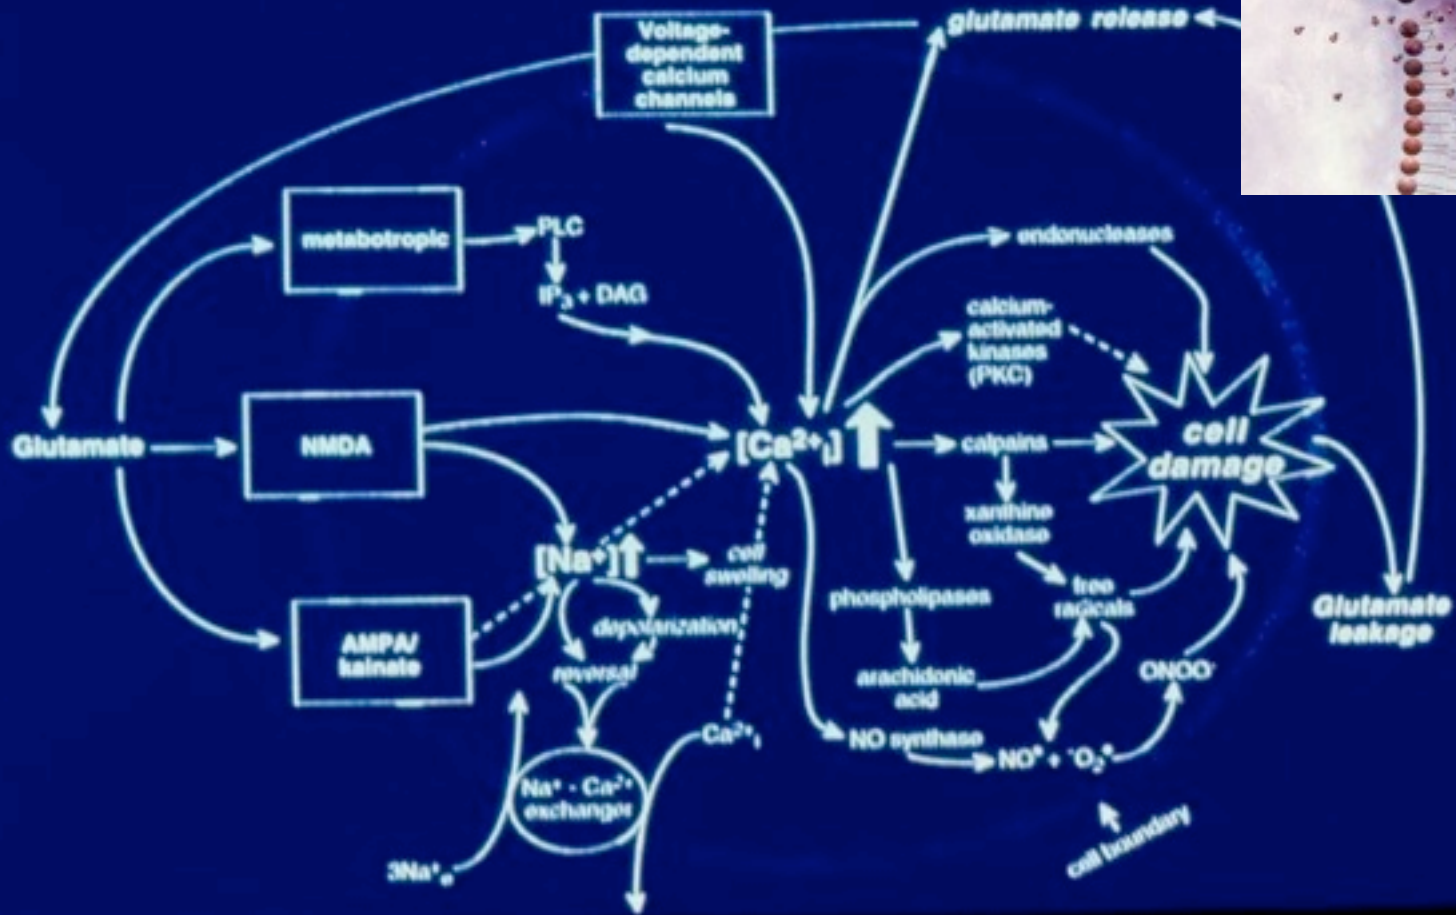 Voltage-
dependent
calcium
channels
glutamate release
metabotropic
PLC
IP₃ + DAG
endonucleases
calcium-
activated
kinases
(PKC)
Glutamate
NMDA
[Ca²⁺ᵢ]
calpains
cell
damage
xanthine
oxidase
[Na⁺]
cell
swelling
phospholipases
free
radicals
Glutamate
leakage
AMPA/
kainate
depolarization
reversal
arachidonic
acid
ONOO⁻
Ca²⁺ᵢ
NO synthase
NO• + ⁻O₂•
Na⁺ - Ca²⁺
exchanger
3Na⁺ₒ
cell boundary